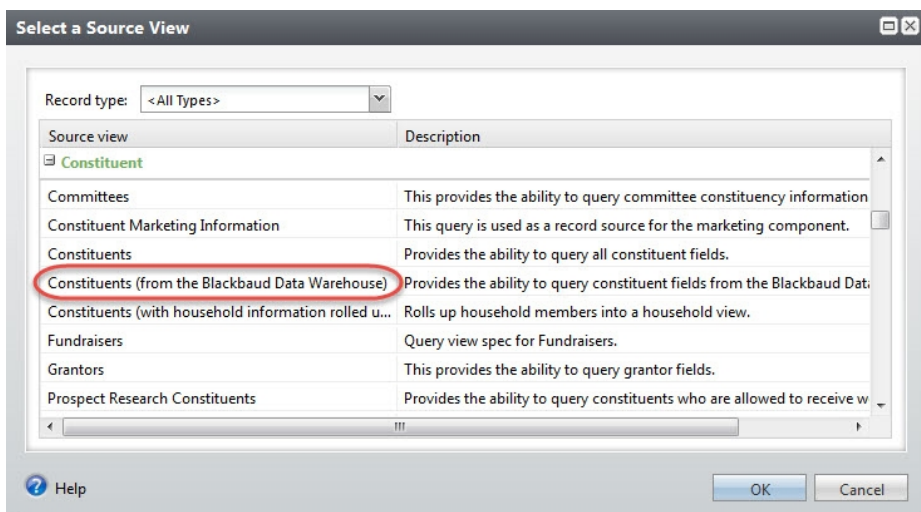 Select a Source View
Record type: <All Types>
Source view Description
Constituent
Committees This provides the ability to query committee constituency information
Constituent Marketing Information This query is used as a record source for the marketing component.
Constituents Provides the ability to query all constituent fields.
Constituents (from the Blackbaud Data Warehouse) Provides the ability to query constituent fields from the Blackbaud Dat
Constituents (with household information rolled u... Rolls up household members into a household view.
Fundraisers Query view spec for Fundraisers.
Grantors This provides the ability to query grantor fields.
Prospect Research Constituents Provides the ability to query constituents who are allowed to receive w
Help OK Cancel